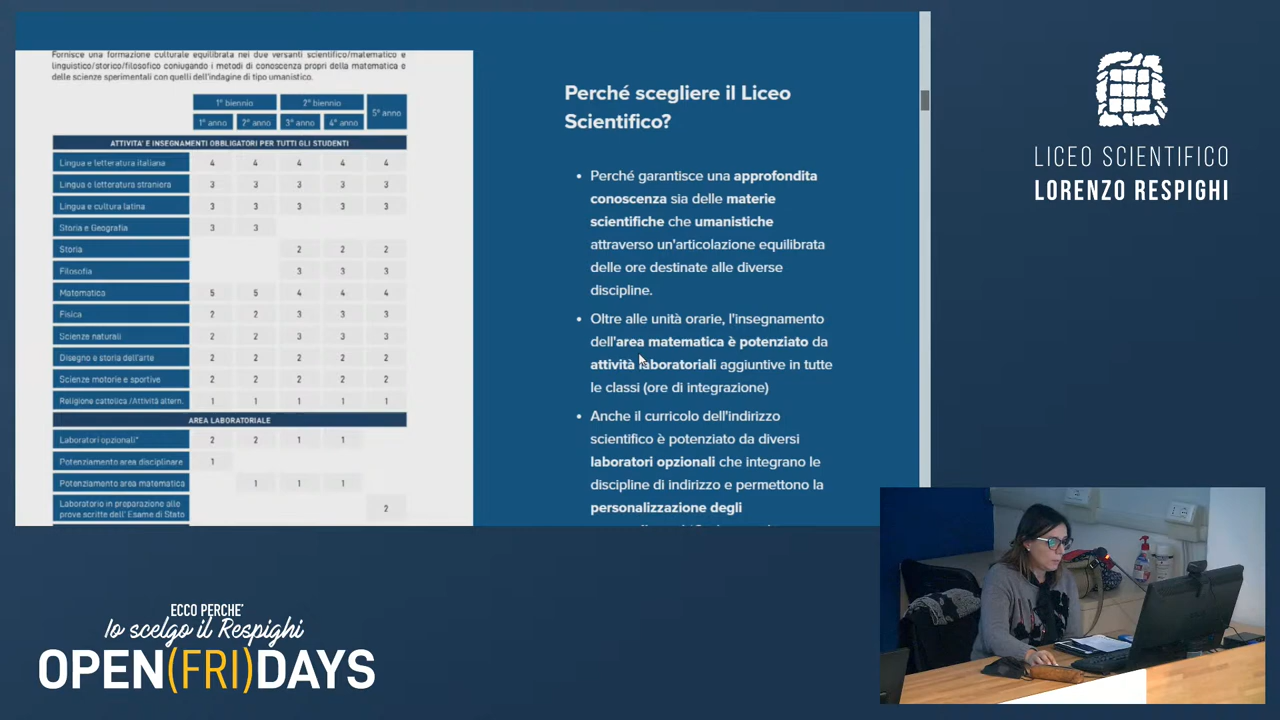 Fornisce una formazione culturale equilibrata nei due versanti scientifico/matematico e
linguistico/storico/filosofico coniugando i metodi di conoscenza propri della matematica e
delle scienze sperimentali con quelli dell'indagine di tipo umanistico.
1° biennio 2° biennio 5° anno
1° anno 2° anno 3° anno 4° anno
ATTIVITA' E INSEGNAMENTI OBBLIGATORI PER TUTTI GLI STUDENTI
Lingua e letteratura italiana 4 4 4 4 4
Lingua e letteratura straniera 3 3 3 3 3
Lingua e cultura latina 3 3 3 3 3
Storia e Geografia 3 3
Storia 2 2 2
Filosofia 3 3 3
Matematica 5 5 4 4 4
Fisica 2 2 3 3 3
Scienze naturali 2 2 3 3 3
Disegno e storia dell'arte 2 2 2 2 2
Scienze motorie e sportive 2 2 2 2 2
Religione cattolica /Attività altern. 1 1 1 1 1
AREA LABORATORIALE
Laboratori opzionali* 2 2 1 1
Potenziamento area disciplinare 1
Potenziamento area matematica 1 1 1
Laboratorio in preparazione alle
prove scritte dell' Esame di Stato 2
Perché scegliere il Liceo
Scientifico?
• Perché garantisce una approfondita
conoscenza sia delle materie
scientifiche che umanistiche
attraverso un'articolazione equilibrata
delle ore destinate alle diverse
discipline.
• Oltre alle unità orarie, l'insegnamento
dell'area matematica è potenziato da
attività laboratoriali aggiuntive in tutte
le classi (ore di integrazione)
• Anche il curricolo dell'indirizzo
scientifico è potenziato da diversi
laboratori opzionali che integrano le
discipline di indirizzo e permettono la
personalizzazione degli
LICEO SCIENTIFICO
LORENZO RESPIGHI
ECCO PERCHE'
lo scelgo il Respighi
OPEN(FRI)DAYS